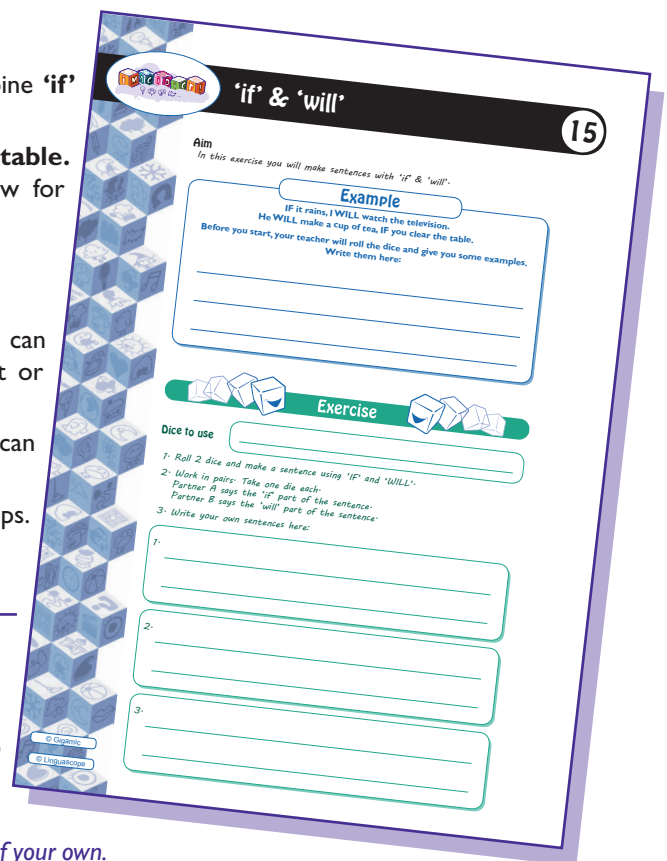 ine 'if'
table.
w for
can
t or
can
ps.
f your own.
'if' & 'will'
15
Aim
In this exercise you will make sentences with 'if' & 'will'.
Example
IF it rains, I WILL watch the television.
He WILL make a cup of tea, IF you clear the table.
Before you start, your teacher will roll the dice and give you some examples.
Write them here:
Exercise
Dice to use
1. Roll 2 dice and make a sentence using 'IF' and 'WILL'.
2. Work in pairs. Take one die each.
Partner A says the 'if' part of the sentence.
Partner B says the 'will' part of the sentence.
3. Write your own sentences here:
1.
2.
3.
© Gigamic
© Linguascope